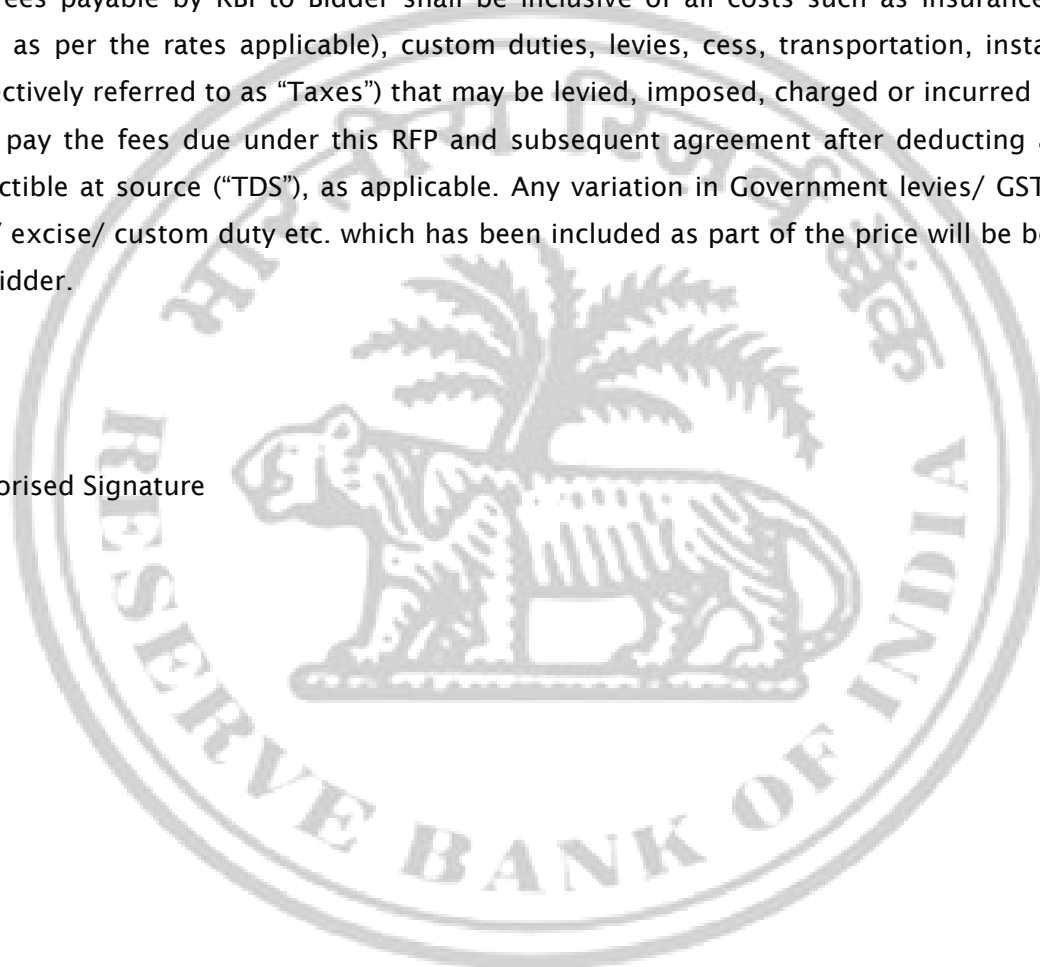 ees payable by RBI to Bidder shall be inclusive of all costs such as insurance
as per the rates applicable), custom duties, levies, cess, transportation, insta
ectively referred to as “Taxes”) that may be levied, imposed, charged or incurred
pay the fees due under this RFP and subsequent agreement after deducting a
ctible at source (“TDS”), as applicable. Any variation in Government levies/ GST
/ excise/ custom duty etc. which has been included as part of the price will be
idder.
orised Signature
भारतीय रिज़र्व बैंक
RESERVE BANK OF INDIA